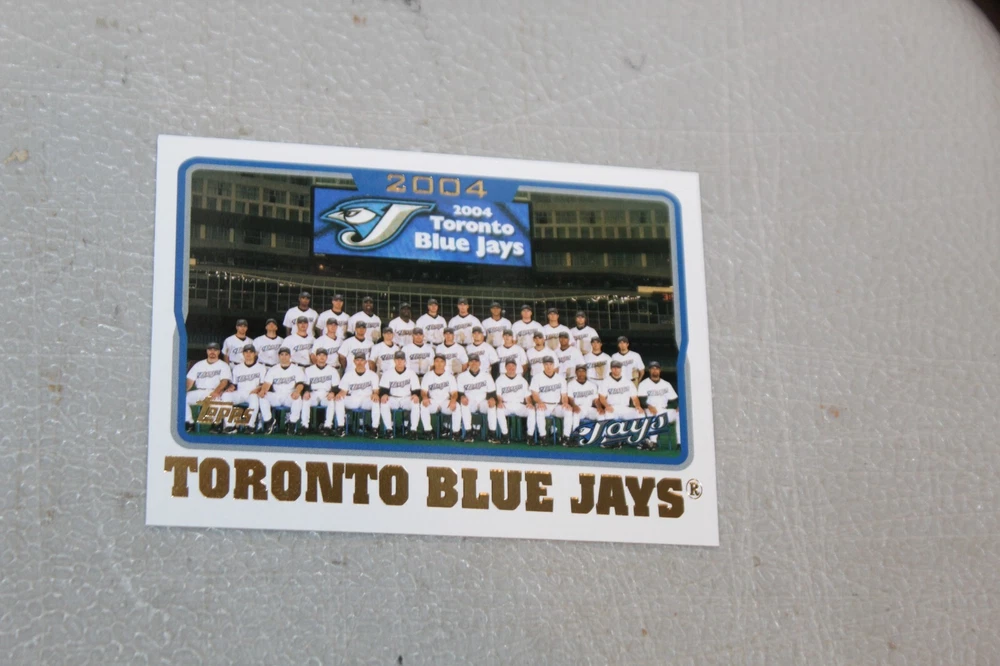 2004
2004
Toronto
Blue Jays
Topps
Jays
TORONTO BLUE JAYS®